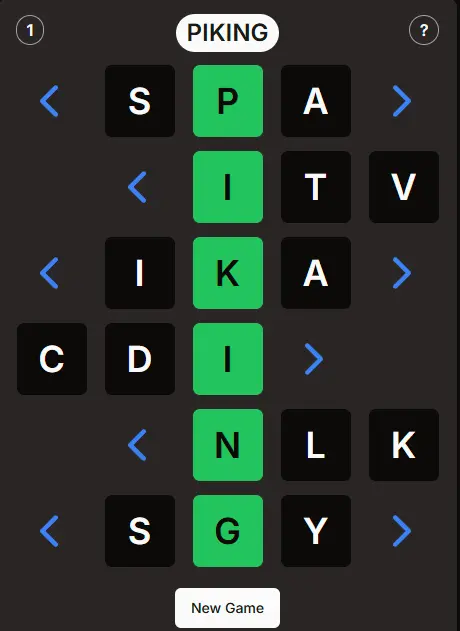 1 PIKING ?
S P A
I T V
I K A
C D I
N L K
S G Y
New Game